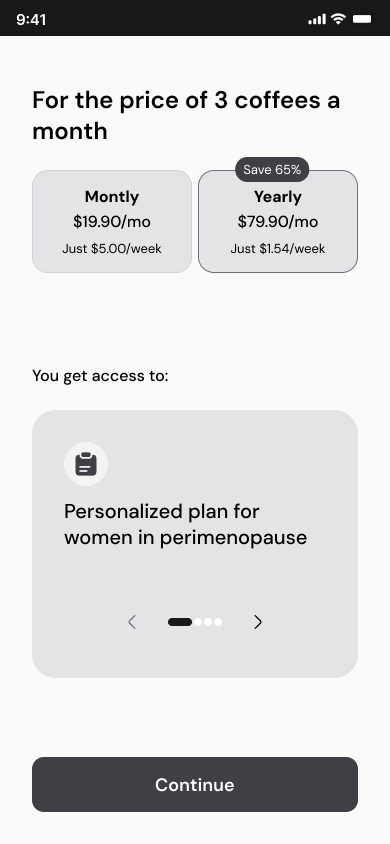 9:41
For the price of 3 coffees a
month
Save 65%
Montly
$19.90/mo
Just $5.00/week
Yearly
$79.90/mo
Just $1.54/week
You get access to:
Personalized plan for
women in perimenopause
Continue